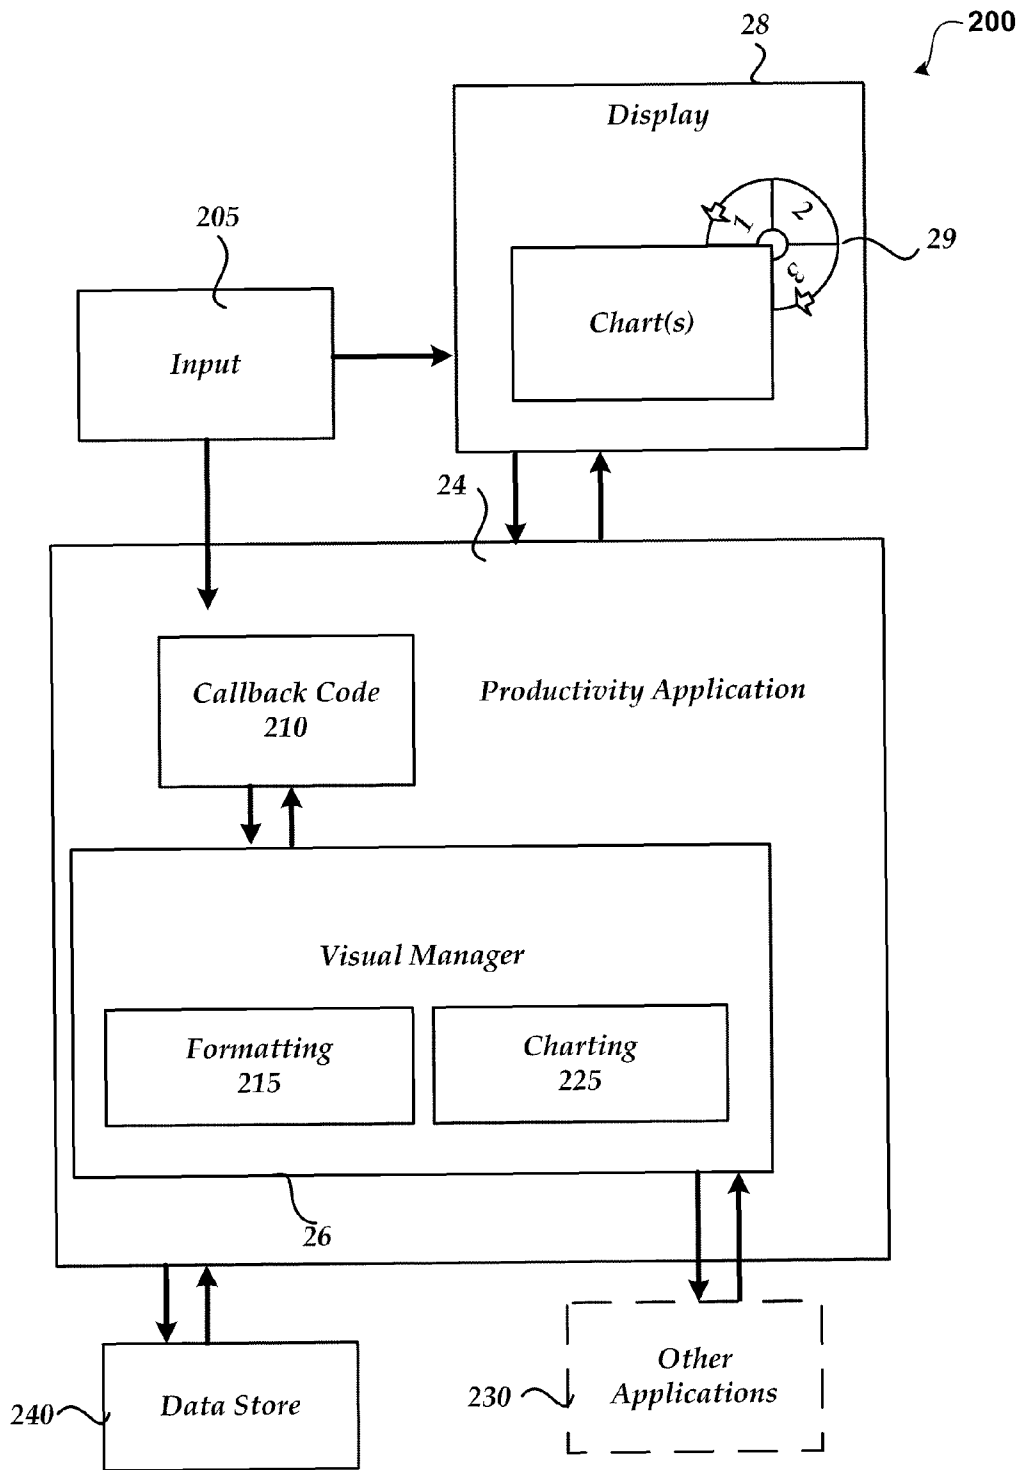 200
28
Display
1
2
3
29
Chart(s)
205
Input
24
Callback Code
210
Productivity Application
Visual Manager
Formatting
215
Charting
225
26
240
Data Store
230
Other
Applications